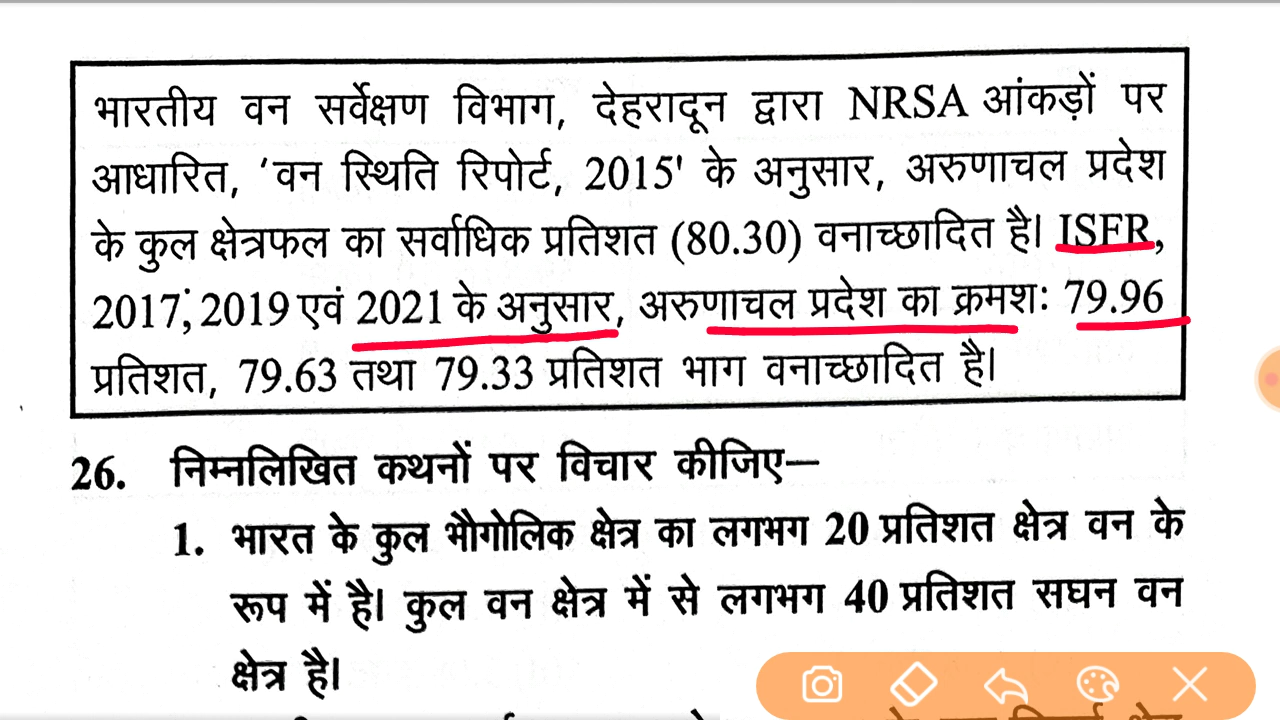 भारतीय वन सर्वेक्षण विभाग, देहरादून द्वारा NRSA आंकड़ों पर
आधारित, 'वन स्थिति रिपोर्ट, 2015' के अनुसार, अरुणाचल प्रदेश
के कुल क्षेत्रफल का सर्वाधिक प्रतिशत (80.30) वनाच्छादित है। ISFR,
2017, 2019 एवं 2021 के अनुसार, अरुणाचल प्रदेश का क्रमशः 79.96
प्रतिशत, 79.63 तथा 79.33 प्रतिशत भाग वनाच्छादित है।
26. निम्नलिखित कथनों पर विचार कीजिए—
1. भारत के कुल भौगोलिक क्षेत्र का लगभग 20 प्रतिशत क्षेत्र वन के
रूप में है। कुल वन क्षेत्र में से लगभग 40 प्रतिशत सघन वन
क्षेत्र है।